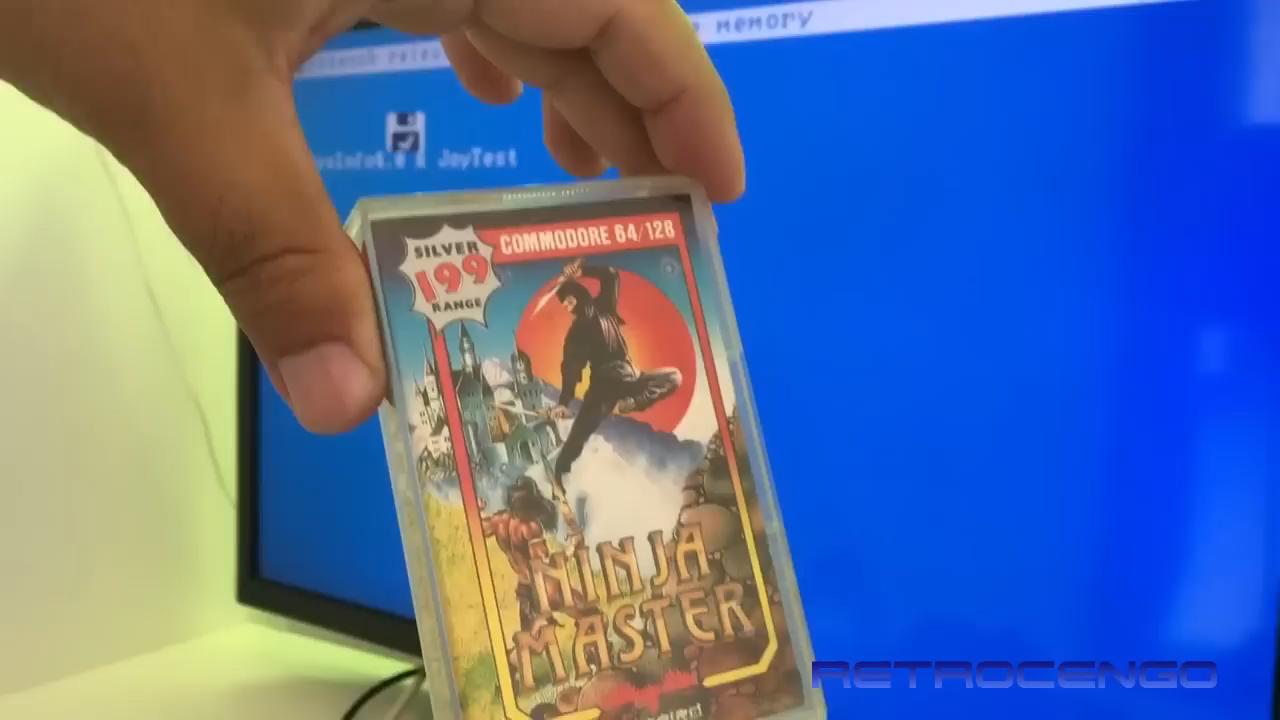 memory
JoyTest
SILVER
199
RANGE
COMMODORE 64/128
NINJA
MASTER
RETROCENGO